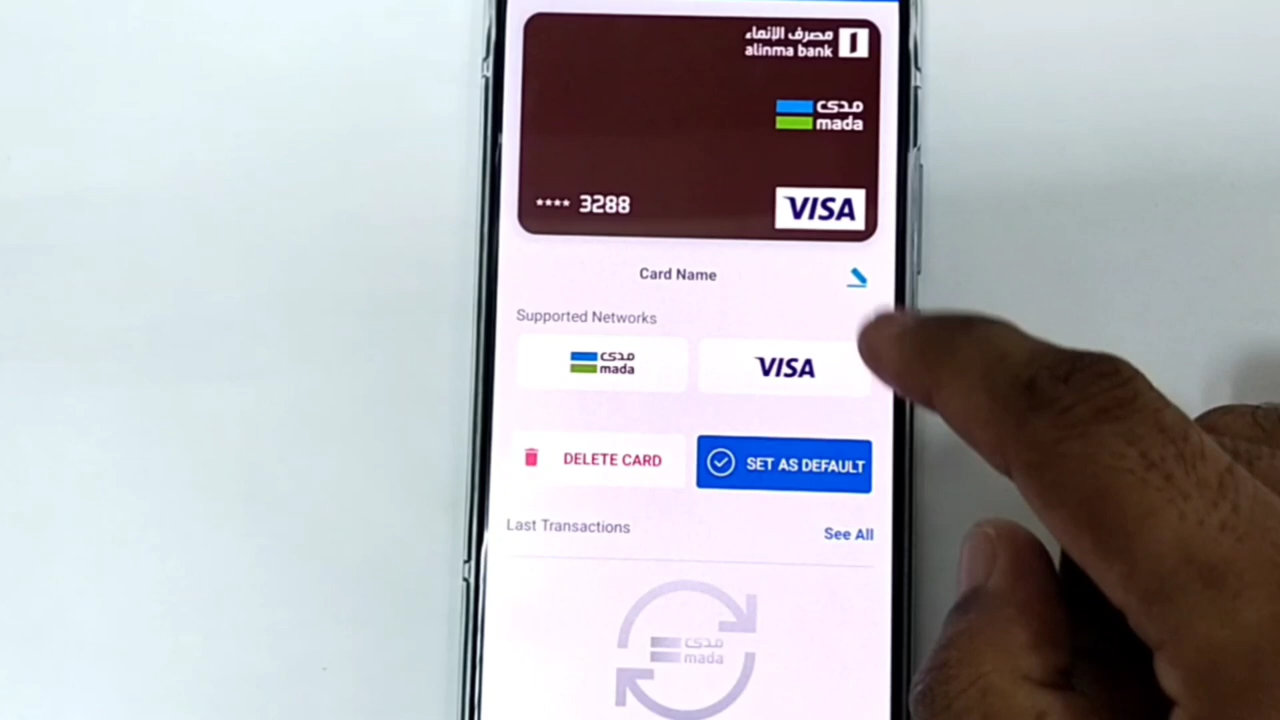 مصرف الإنماء
alinma bank
مدى
mada
**** 3288
VISA
Card Name
Supported Networks
مدى
mada
VISA
DELETE CARD
SET AS DEFAULT
Last Transactions
See All
مدى
mada